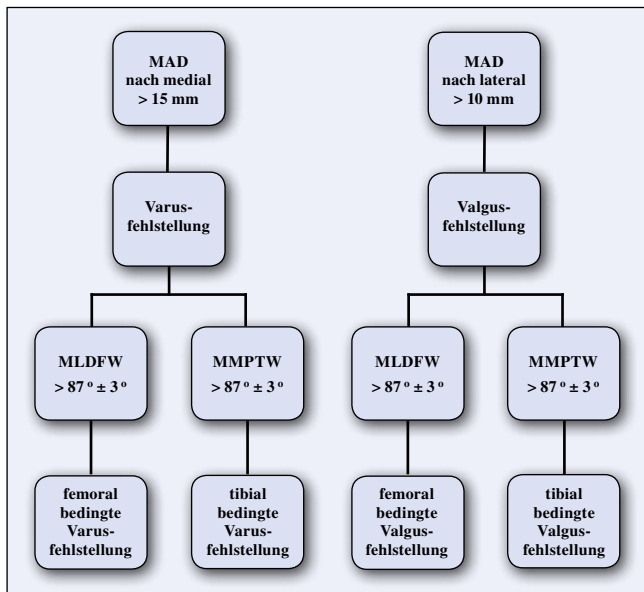 MAD
nach medial
> 15 mm
MAD
nach lateral
> 10 mm
Varus-
fehlstellung
Valgus-
fehlstellung
MLDFW
> 87 º ± 3 º
MMPTW
> 87 º ± 3 º
MLDFW
> 87 º ± 3 º
MMPTW
> 87 º ± 3 º
femoral
bedingte
Varus-
fehlstellung
tibial
bedingte
Varus-
fehlstellung
femoral
bedingte
Valgus-
fehlstellung
tibial
bedingte
Valgus-
fehlstellung